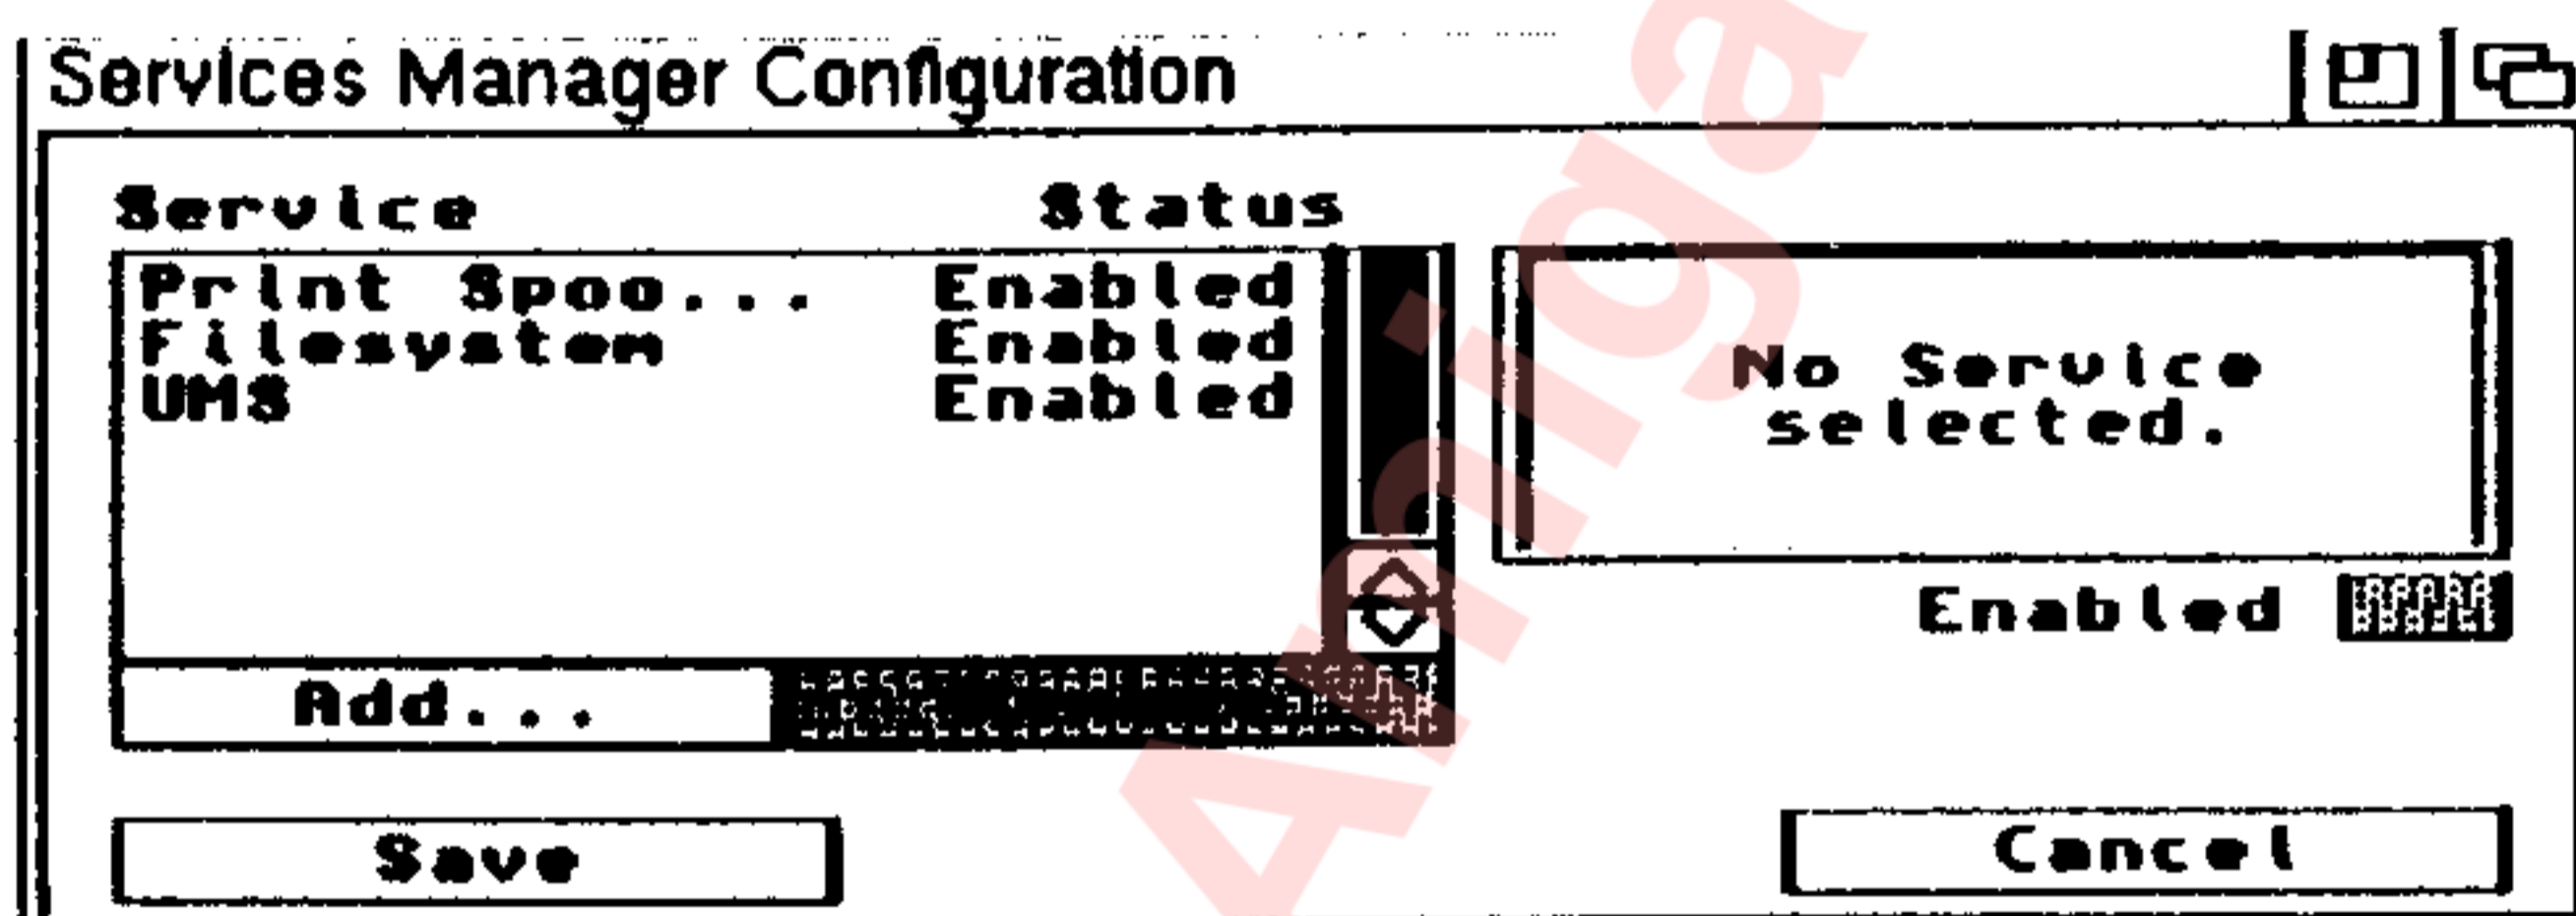 Services Manager Configuration
Service Status
Print Spoo... Enabled
Filesystem Enabled
UMS Enabled
No Service
selected.
Enabled
Add...
Save Cancel
Amiga